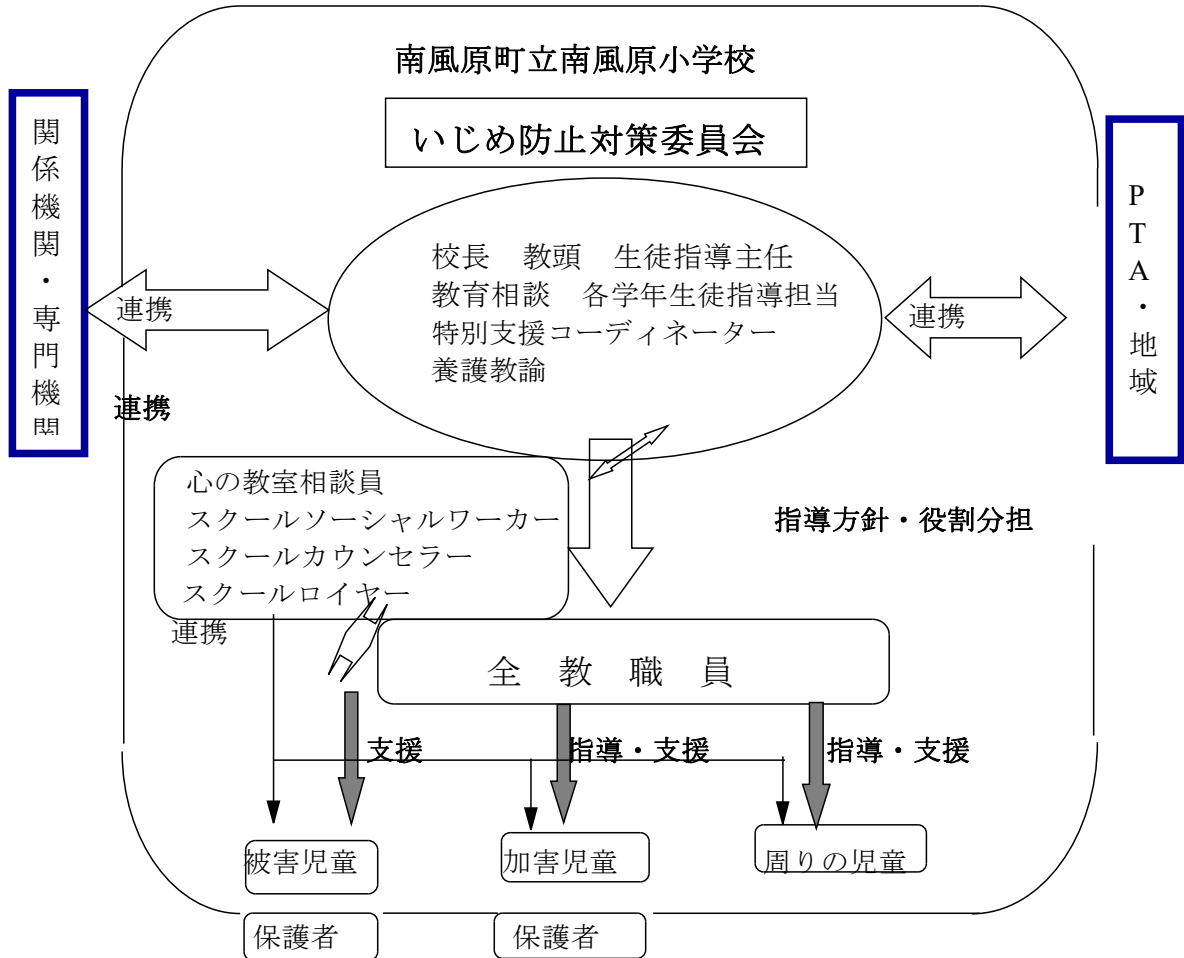 南風原町立南風原小学校
いじめ防止対策委員会
関係機関・専門機関
校長 教頭 生徒指導主任
教育相談 各学年生徒指導担当
特別支援コーディネーター
養護教諭
連携
連携
PTA・地域
連携
心の教室相談員
スクールソーシャルワーカー
スクールカウンセラー
スクールロイヤー
指導方針・役割分担
連携
全教職員
支援
指導・支援
指導・支援
被害児童
加害児童
周りの児童
保護者
保護者